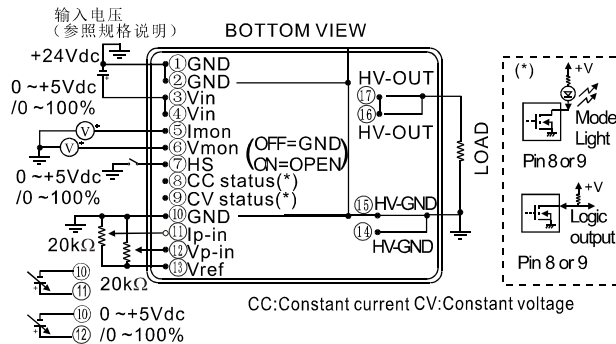 输入电压
（参照规格说明）
BOTTOM VIEW
+24Vdc
①GND
②GND
③Vin
④Vin
⑤Imon
⑥Vmon
⑦HS
⑧CC status(*)
⑨CV status(*)
⑩GND
⑪Ip-in
⑫Vp-in
⑬Vref
0 ~+5Vdc
/0 ~100%
V
V
0 ~+5Vdc
/0 ~100%
(OFF=GND
ON=OPEN)
HV-OUT
⑰
⑯
HV-OUT
⑮ HV-GND
⑭
HV-GND
LOAD
20kΩ
20kΩ
⑩
⑪
⑩
⑫
0 ~+5Vdc
/0 ~100%
CC:Constant current CV:Constant voltage
(*)
+V
Mode
Light
Pin 8 or 9
+V
Logic
output
Pin 8 or 9